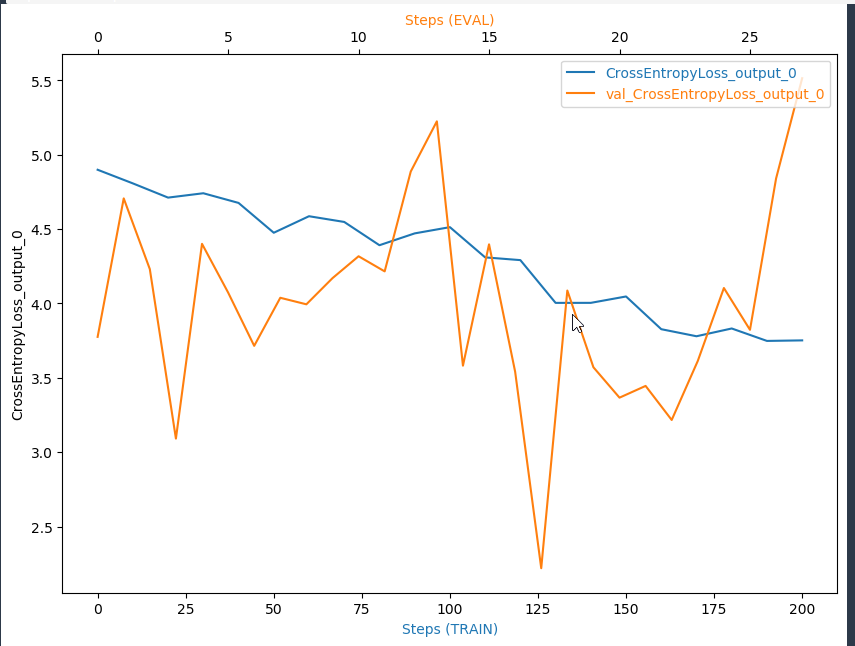 Steps (EVAL)
0 5 10 15 20 25
CrossEntropyLoss_output_0
val_CrossEntropyLoss_output_0
5.5
5.0
4.5
4.0
3.5
3.0
2.5
CrossEntropyLoss_output_0
0 25 50 75 100 125 150 175 200
Steps (TRAIN)